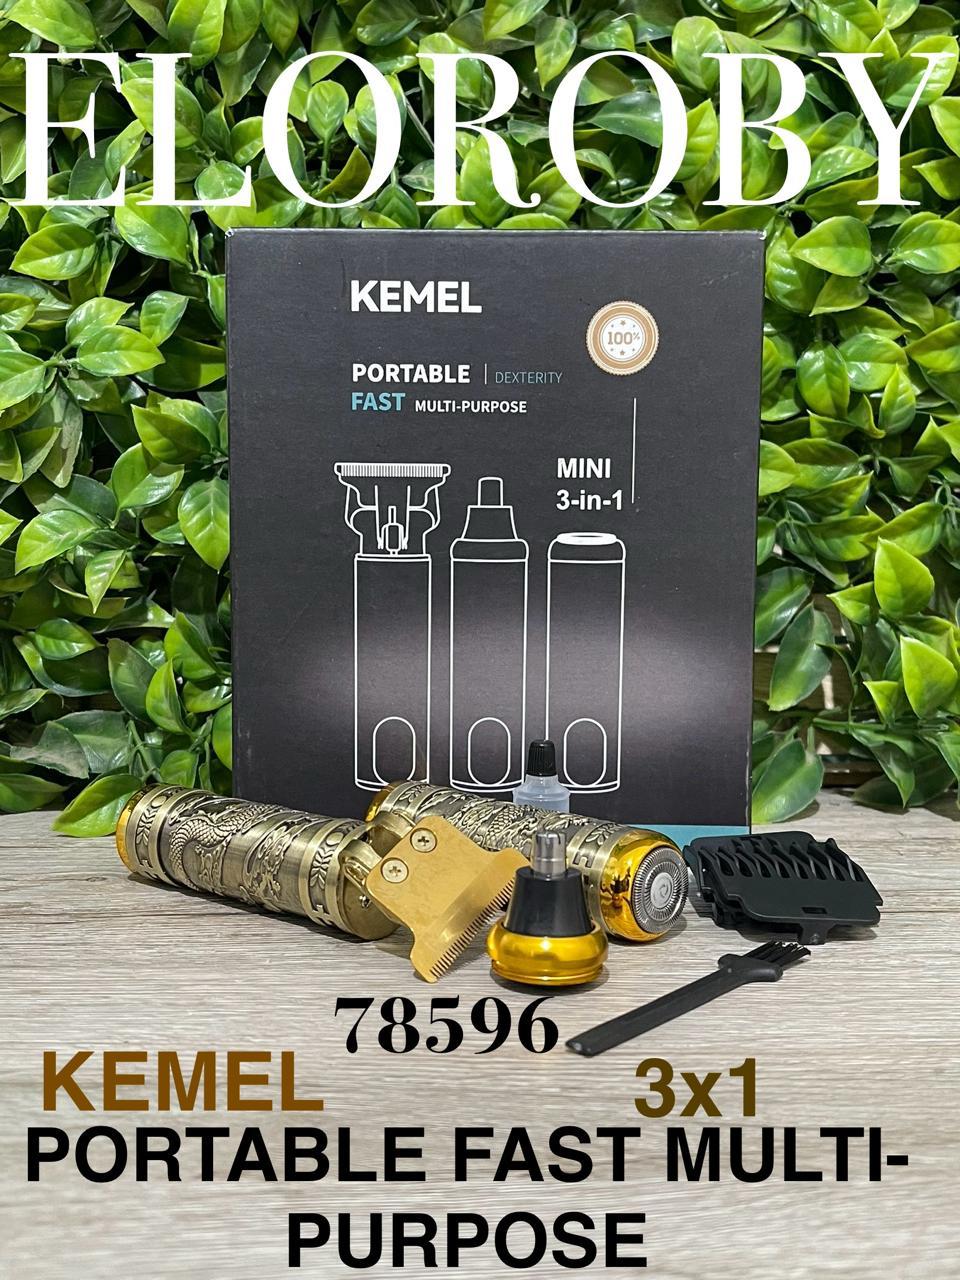 ELOROBY
KEMEL
100%
PORTABLE | DEXTERITY
FAST MULTI-PURPOSE
MINI
3-in-1
78596
KEMEL 3x1
PORTABLE FAST MULTI-
PURPOSE